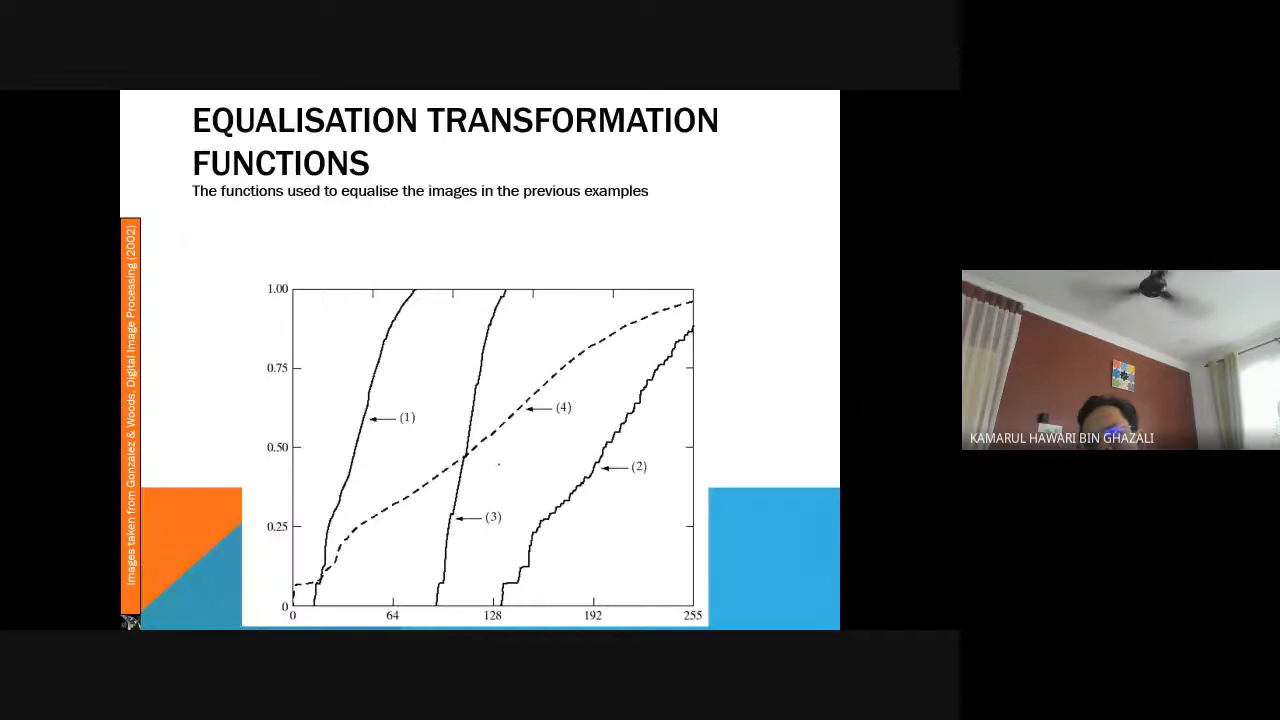 EQUALISATION TRANSFORMATION
FUNCTIONS
The functions used to equalise the images in the previous examples
Images taken from Gonzalez & Woods, Digital Image Processing (2002)
1.00
0.75
0.50
0.25
0
0
64
128
192
255
(1)
(4)
(2)
(3)
KAMARUL HAWARI BIN GHAZALI